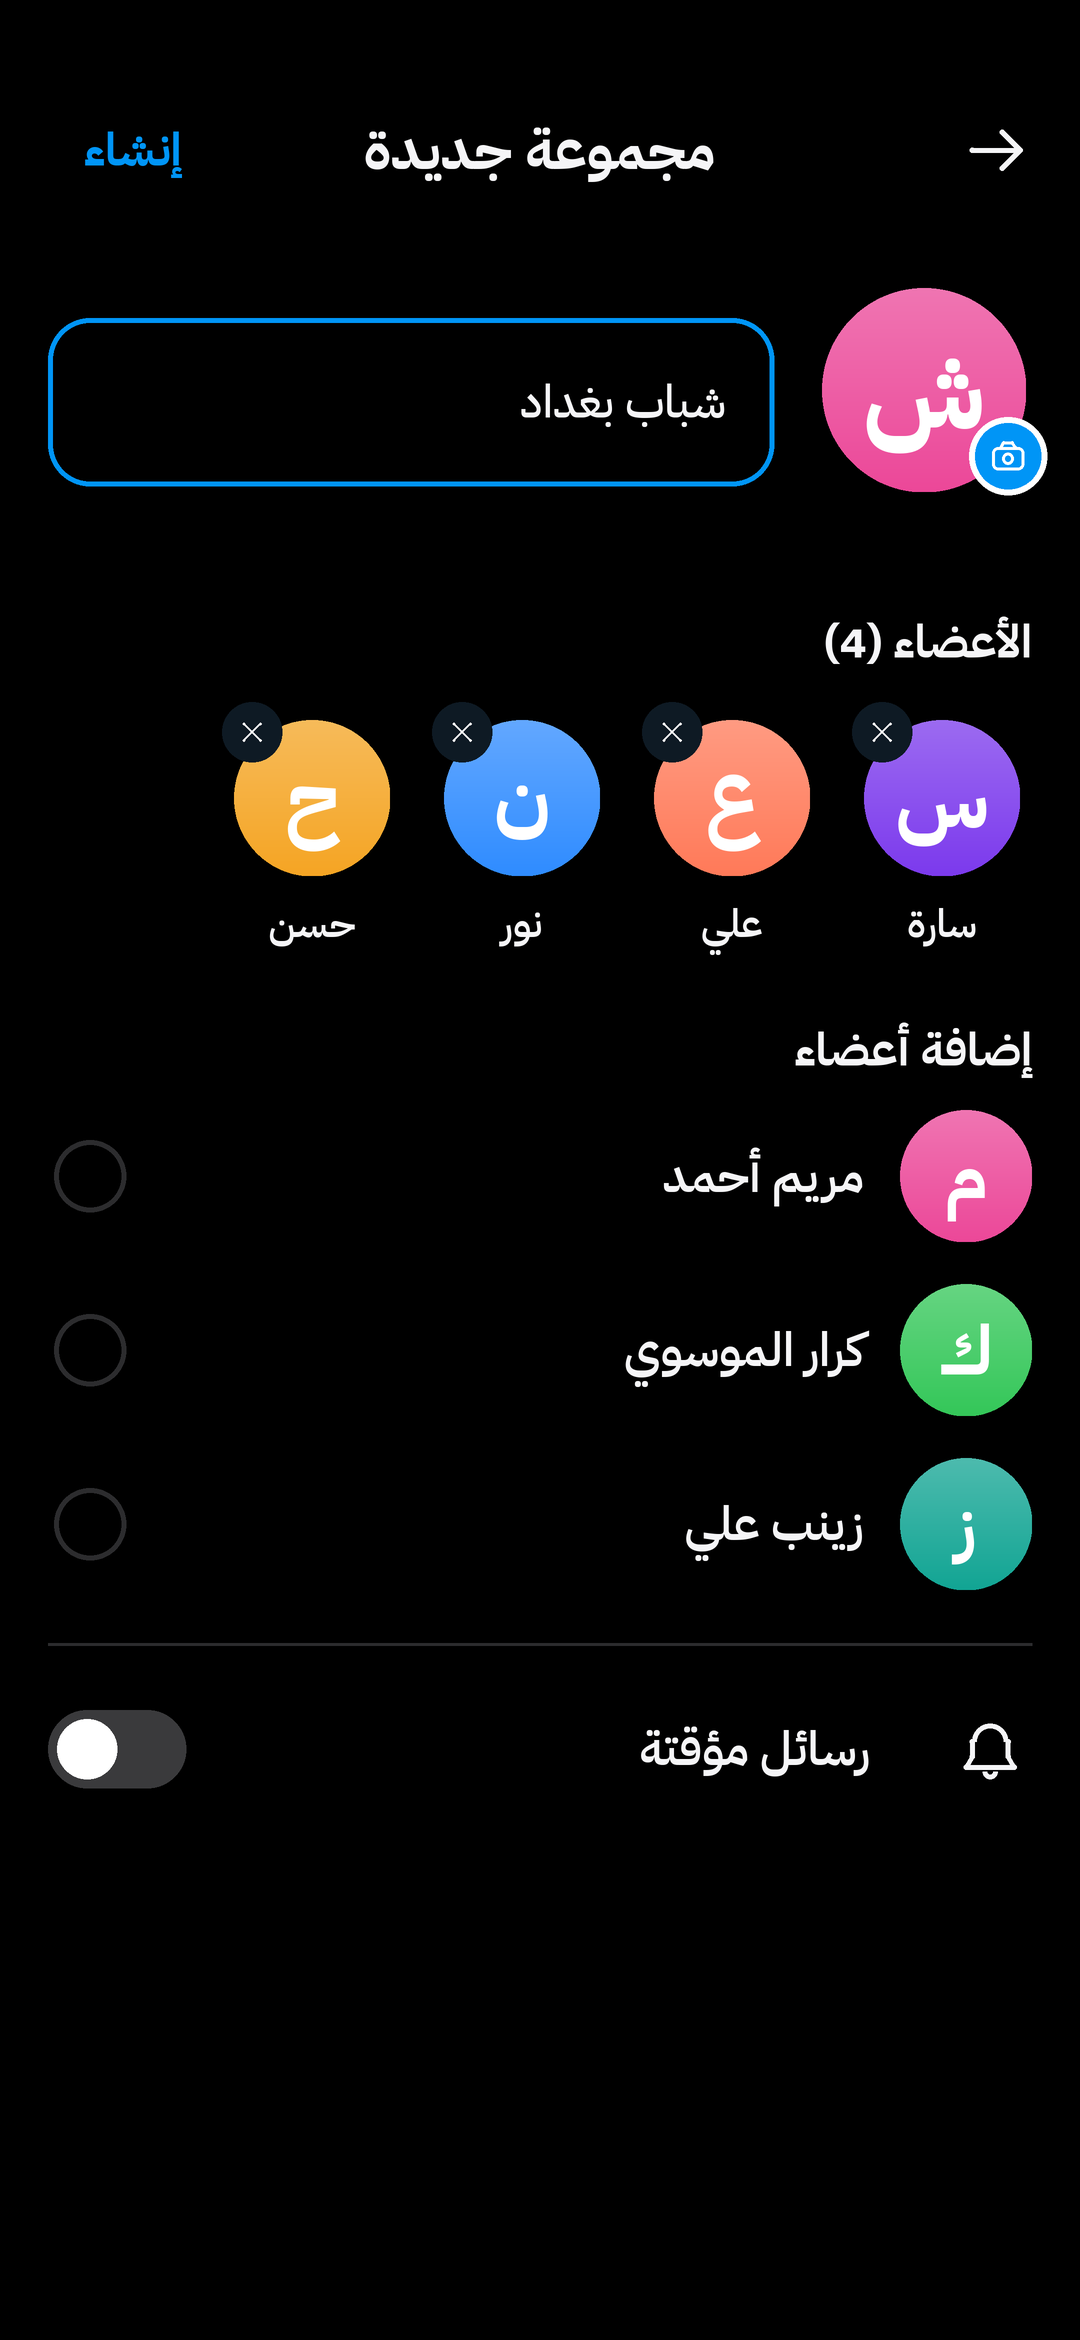 مجموعة جديدة
إنشاء
ش
شباب بغداد
الأعضاء (4)
س
ع
ن
ح
سارة
علي
نور
حسن
إضافة أعضاء
م
مريم أحمد
ك
كرار الموسوي
ز
زينب علي
رسائل مؤقتة